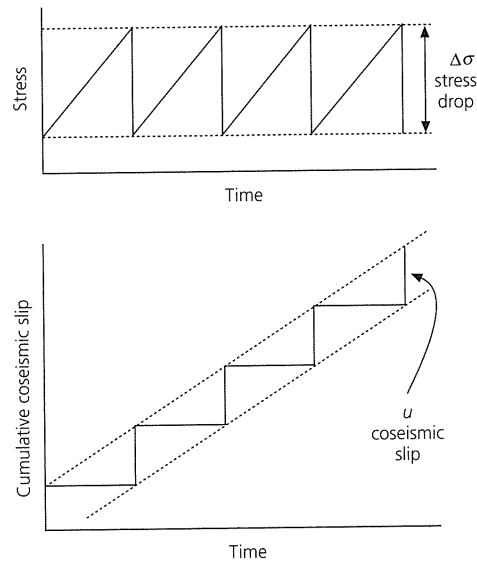 Stress
Δσ
stress
drop
Time
Cumulative coseismic slip
u
coseismic
slip
Time